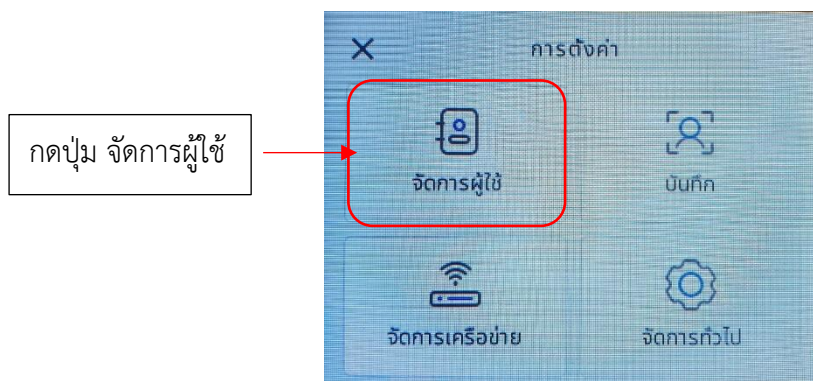 การตั้งค่า
กดปุ่ม จัดการผู้ใช้
จัดการผู้ใช้
บันทึก
จัดการเครือข่าย
จัดการทั่วไป